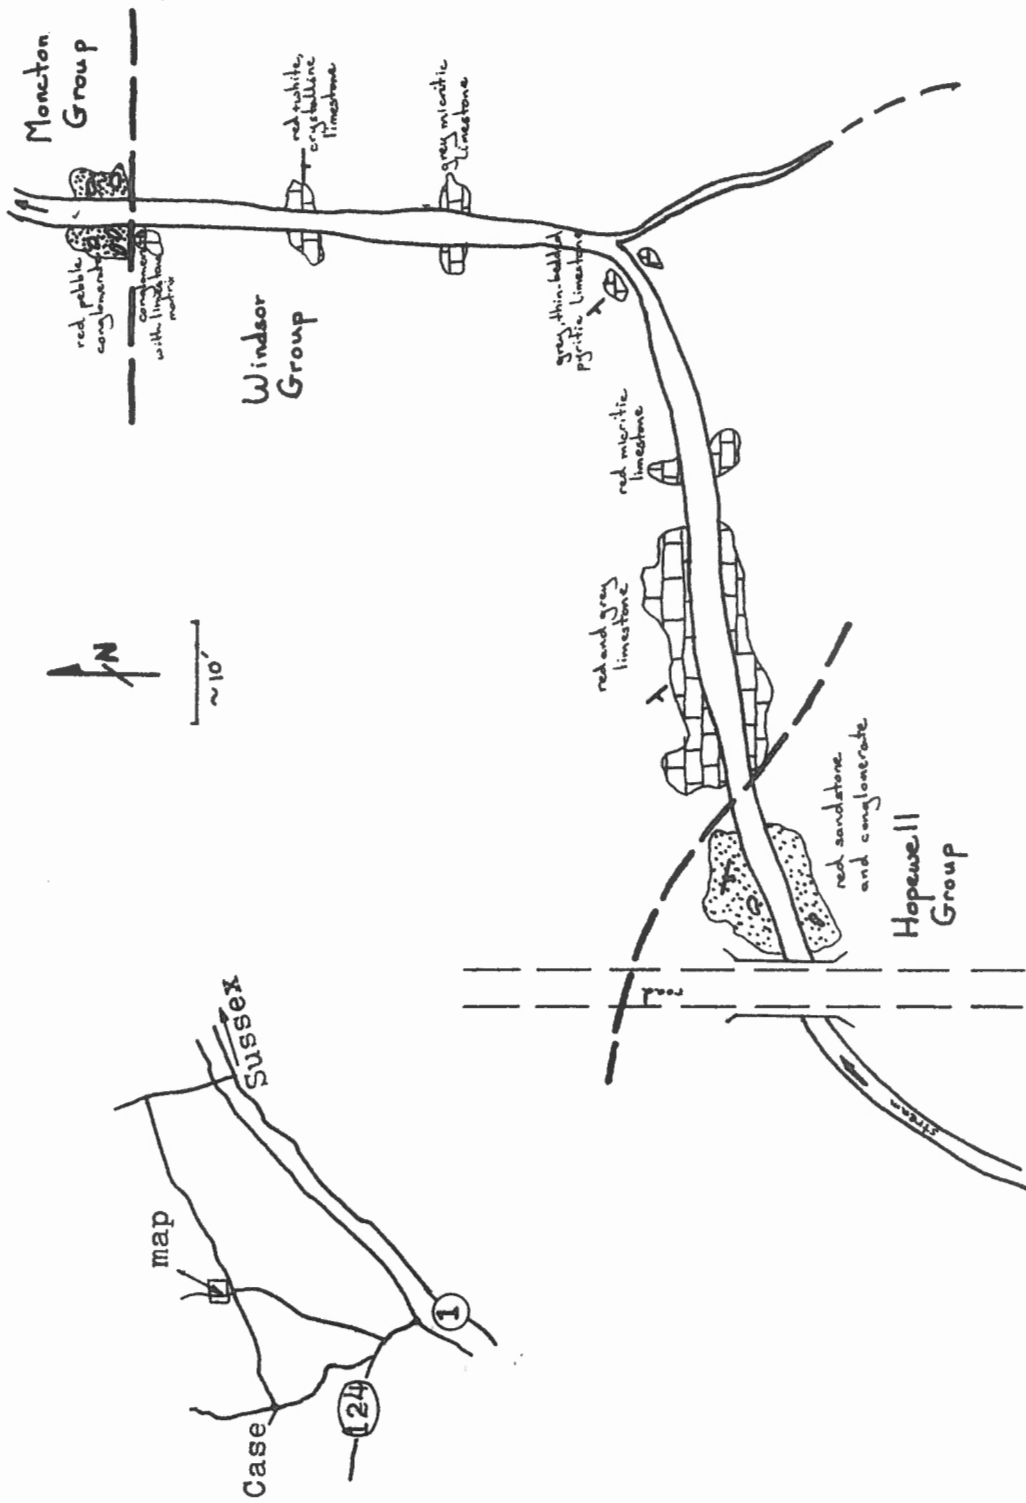 Moncton
Group
red pebble
conglomerate
conglomerate
with limestone
matrix
red+white,
crystalline
limestone
grey micritic
limestone
Windsor
Group
grey, thin-bedded
pyritic limestone
red micritic
limestone
red and grey
limestone
N
~10'
red sandstone
and conglomerate
Hopewell
Group
road
stream
Sussex
map
Case
124
1